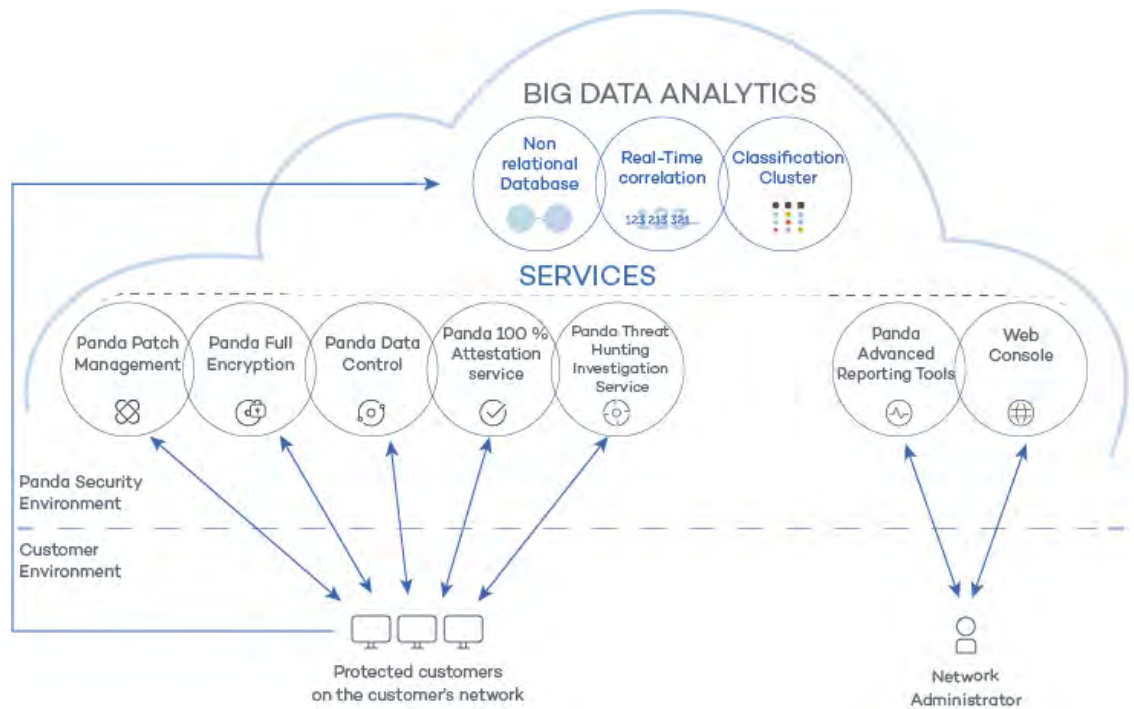 BIG DATA ANALYTICS
Non
relational
Database
Real-Time
correlation
123 213 321...
Classification
Cluster
SERVICES
Panda Patch
Management
Panda Full
Encryption
Panda Data
Control
Panda 100 %
Attestation
service
Panda Threat
Hunting
Investigation
Service
Panda
Advanced
Reporting Tools
Web
Console
Panda Security
Environment
Customer
Environment
Protected customers
on the customer's network
Network
Administrator